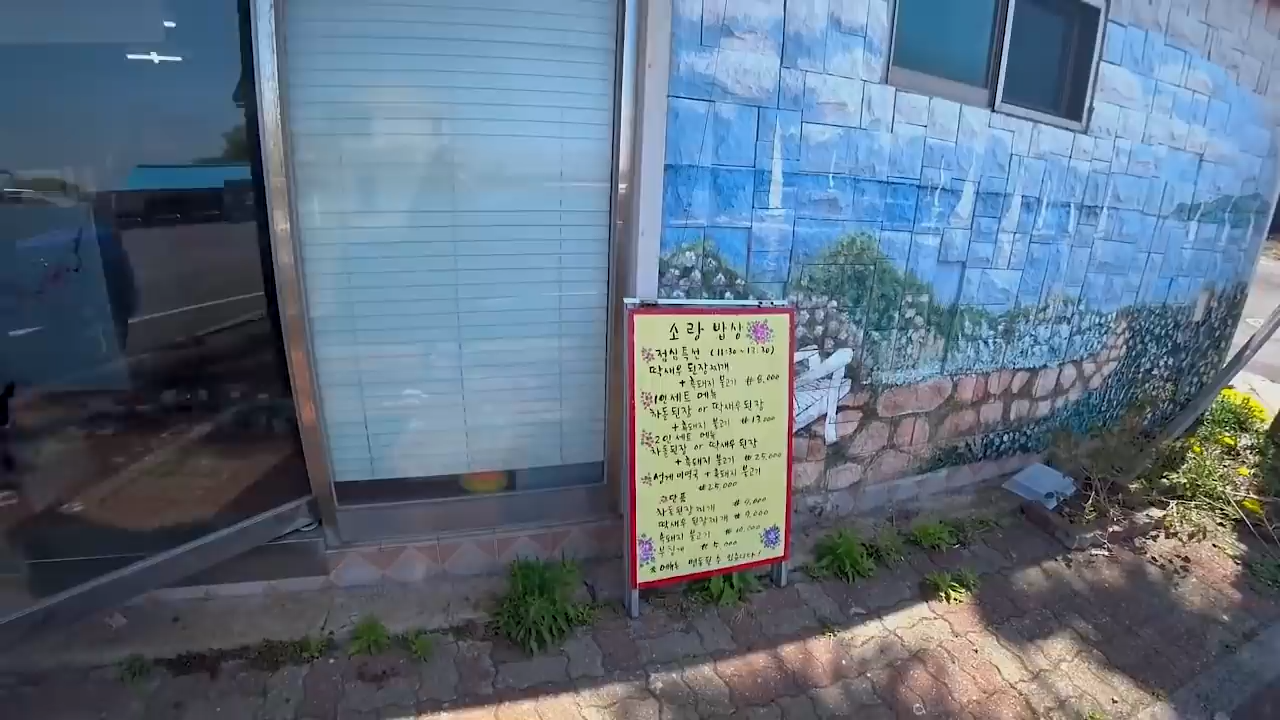 소랑 밥상
점심특선 (11:30~13:30)
딱새우 된장찌개
+ 흑돼지 불고기 ₩8,000
1인 세트 메뉴
차돌된장 or 딱새우된장
+ 흑돼지 불고기 ₩13,000
2인 세트 메뉴
차돌된장 or 딱새우된장
+ 흑돼지 불고기 ₩25,000
성게 미역국 + 흑돼지 불고기
₩25,000
단품
차돌된장찌개 ₩9,000
딱새우 된장찌개 ₩9,000
흑돼지 불고기 ₩10,000
부침개 ₩5,000